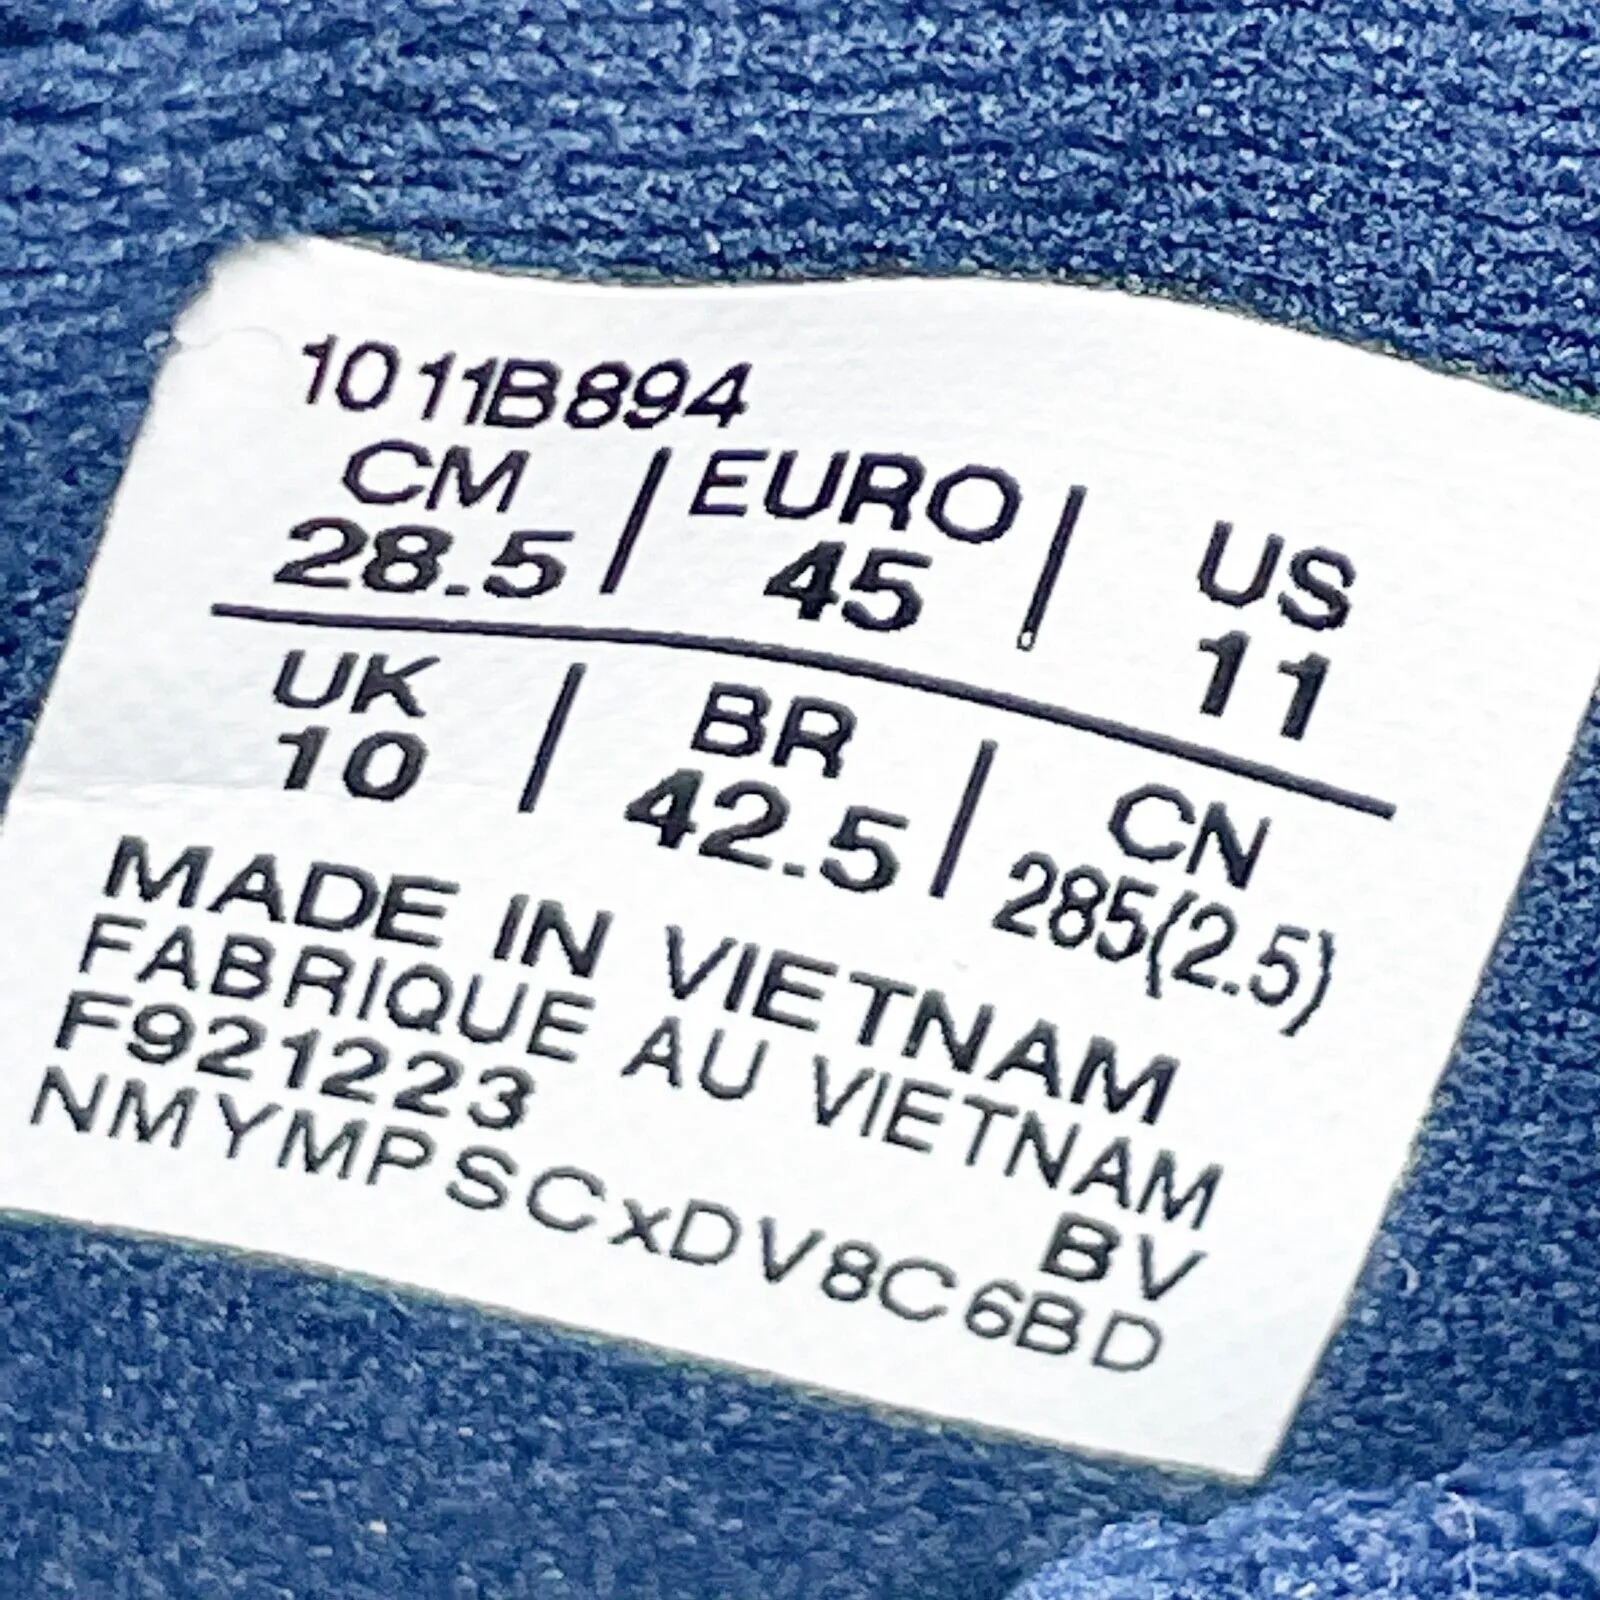 1011B894
CM | EURO | US
28.5 45 11
UK | BR | CN
10 42.5 285(2.5)
MADE IN VIETNAM
FABRIQUE AU VIETNAM
F921223 BV
NMYMPSCxDV8C6BD